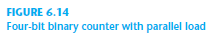 FIGURE 6.14
Four-bit binary counter with parallel load